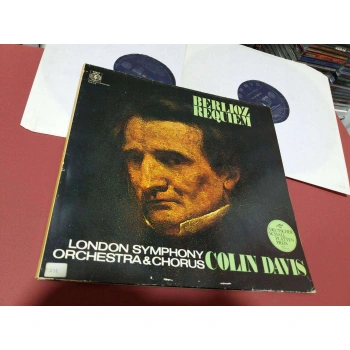 BERLIOZ
REQUIEM
LONDON SYMPHONY
ORCHESTRA & CHORUS
COLIN DAVIS